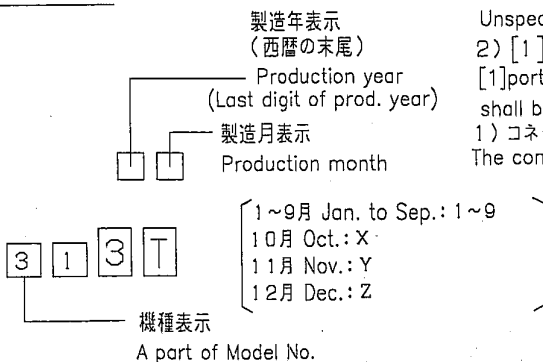 製造年表示
(西暦の末尾)
Production year
(Last digit of prod. year)
製造月表示
Production month
1~9月 Jan. to Sep.: 1~9
10月 Oct.: X
11月 Nov.: Y
12月 Dec.: Z
3 1 3 T
機種表示
A part of Model No.
Unspec
2) [1]
[1]port
shall b
1) コネ
The con